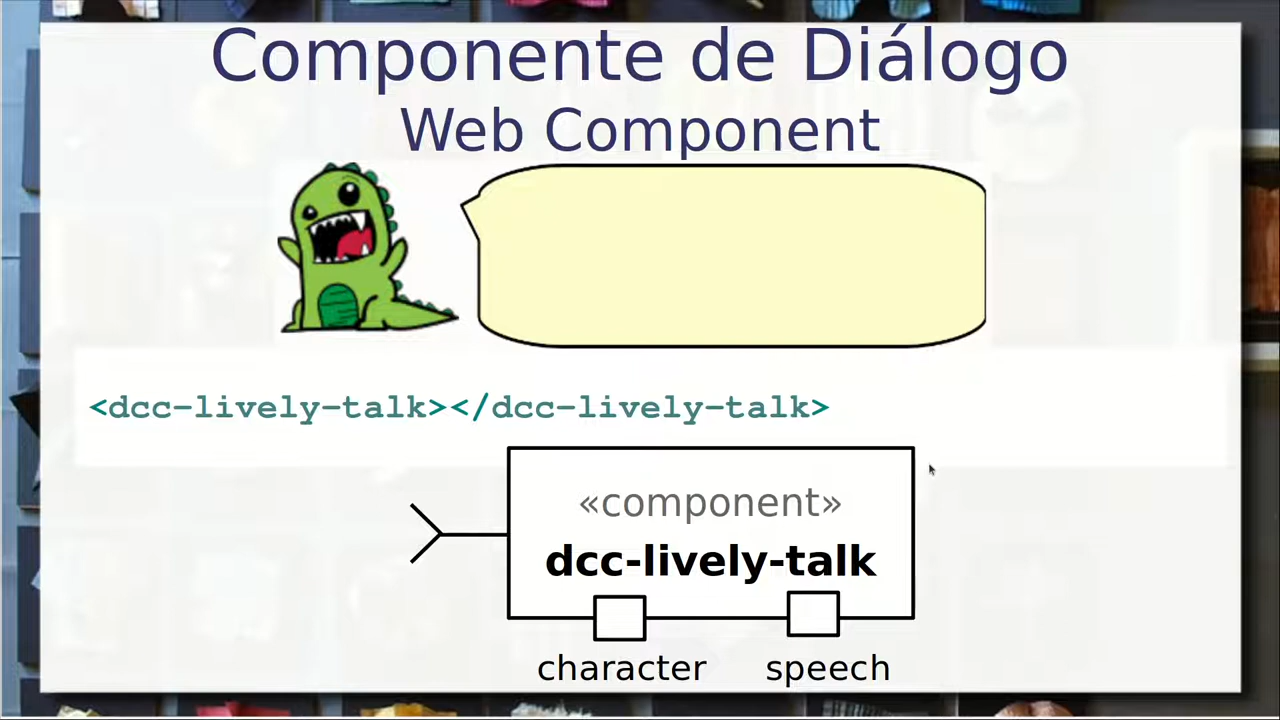 Componente de Diálogo
Web Component
<dcc-lively-talk></dcc-lively-talk>
«component»
dcc-lively-talk
character
speech